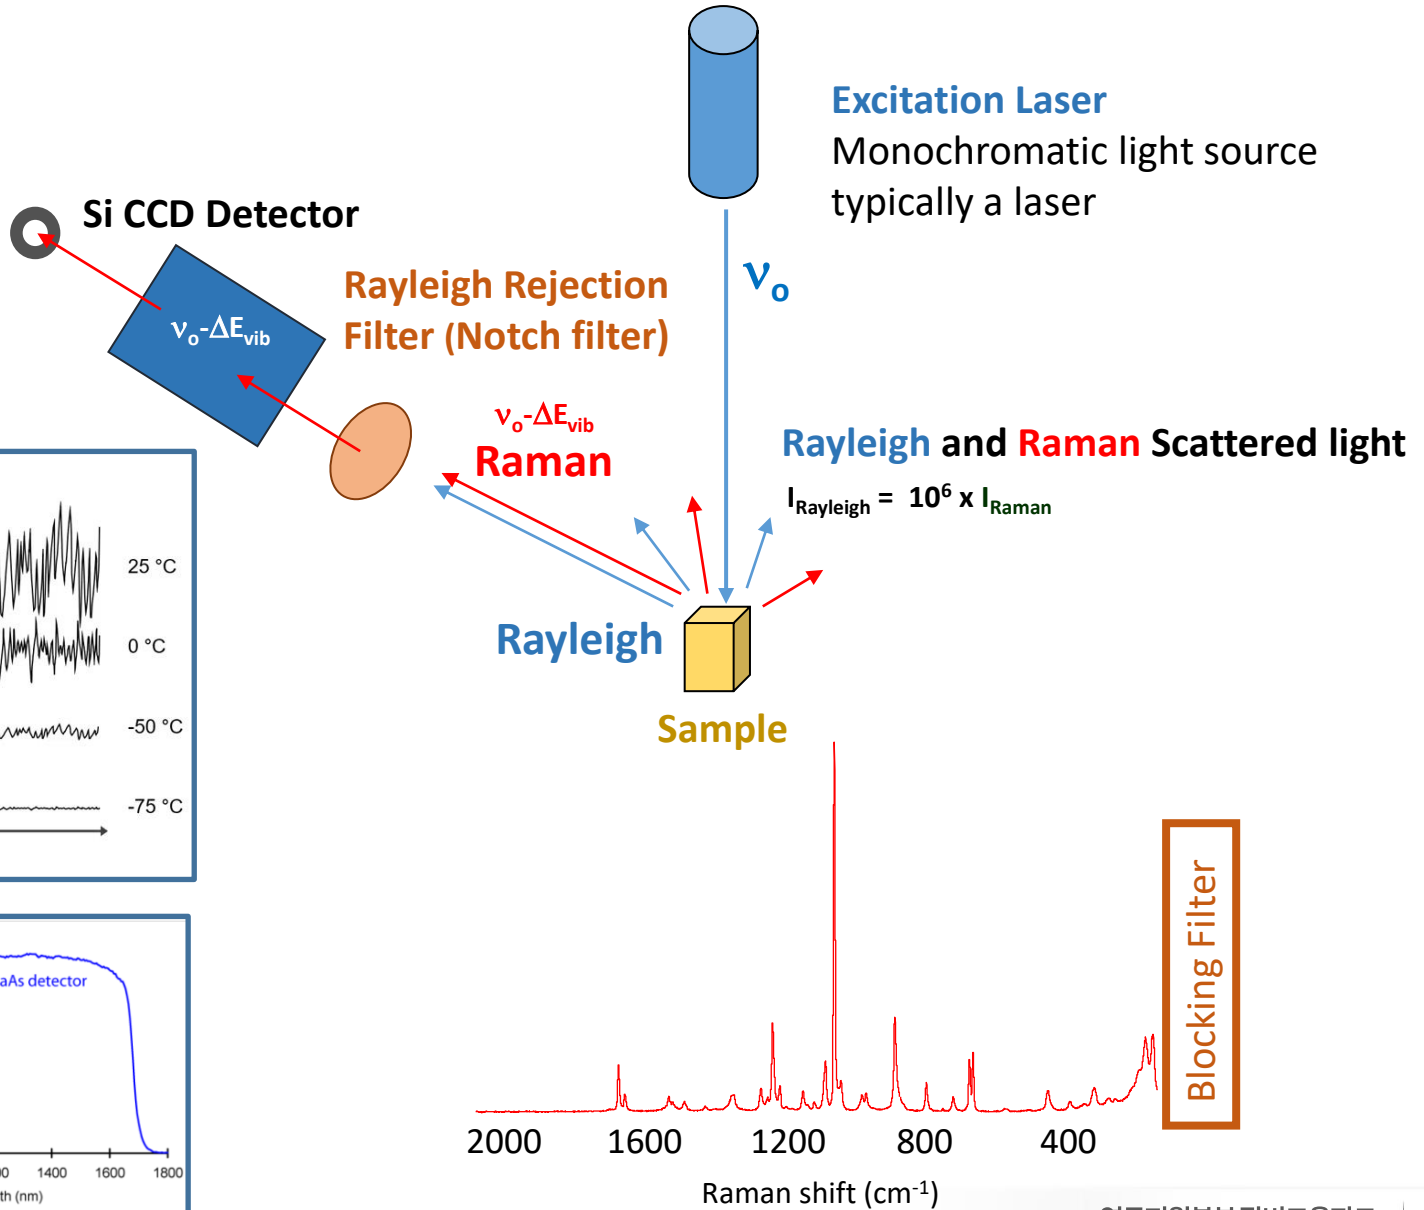 Excitation Laser
Monochromatic light source
typically a laser
Si CCD Detector
Rayleigh Rejection
Filter (Notch filter)
νo
νo-ΔEvib
νo-ΔEvib
Raman
Rayleigh and Raman Scattered light
IRayleigh = 10⁶ x IRaman
Rayleigh
Sample
25 °C
0 °C
-50 °C
-75 °C
aAs detector
1400 1600 1800
th (nm)
Blocking Filter
2000 1600 1200 800 400
Raman shift (cm⁻¹)